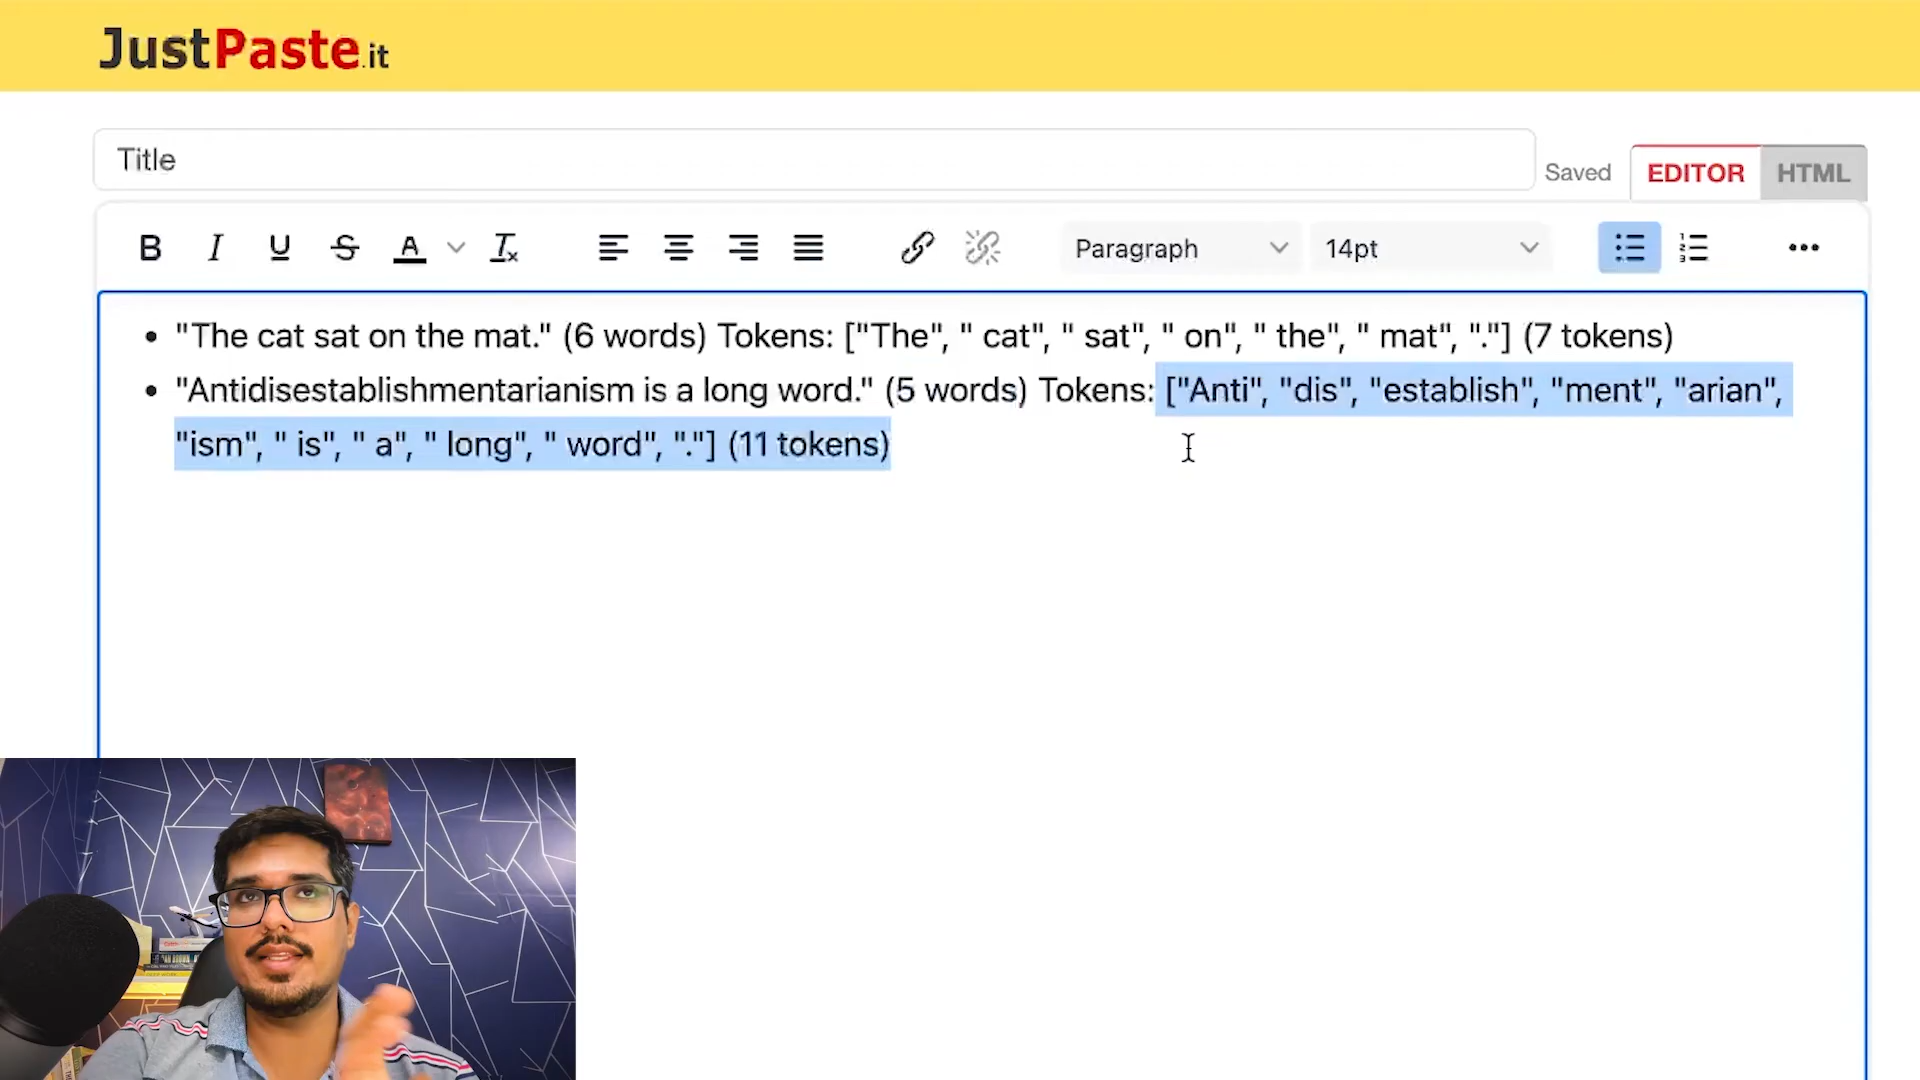 JustPaste.it
Title
Saved
EDITOR
HTML
B I U S A Tx
Paragraph
14pt
• "The cat sat on the mat." (6 words) Tokens: ["The", " cat", " sat", " on", " the", " mat", "."] (7 tokens)
• "Antidisestablishmentarianism is a long word." (5 words) Tokens: ["Anti", "dis", "establish", "ment", "arian",
"ism", " is", " a", " long", " word", "."] (11 tokens)